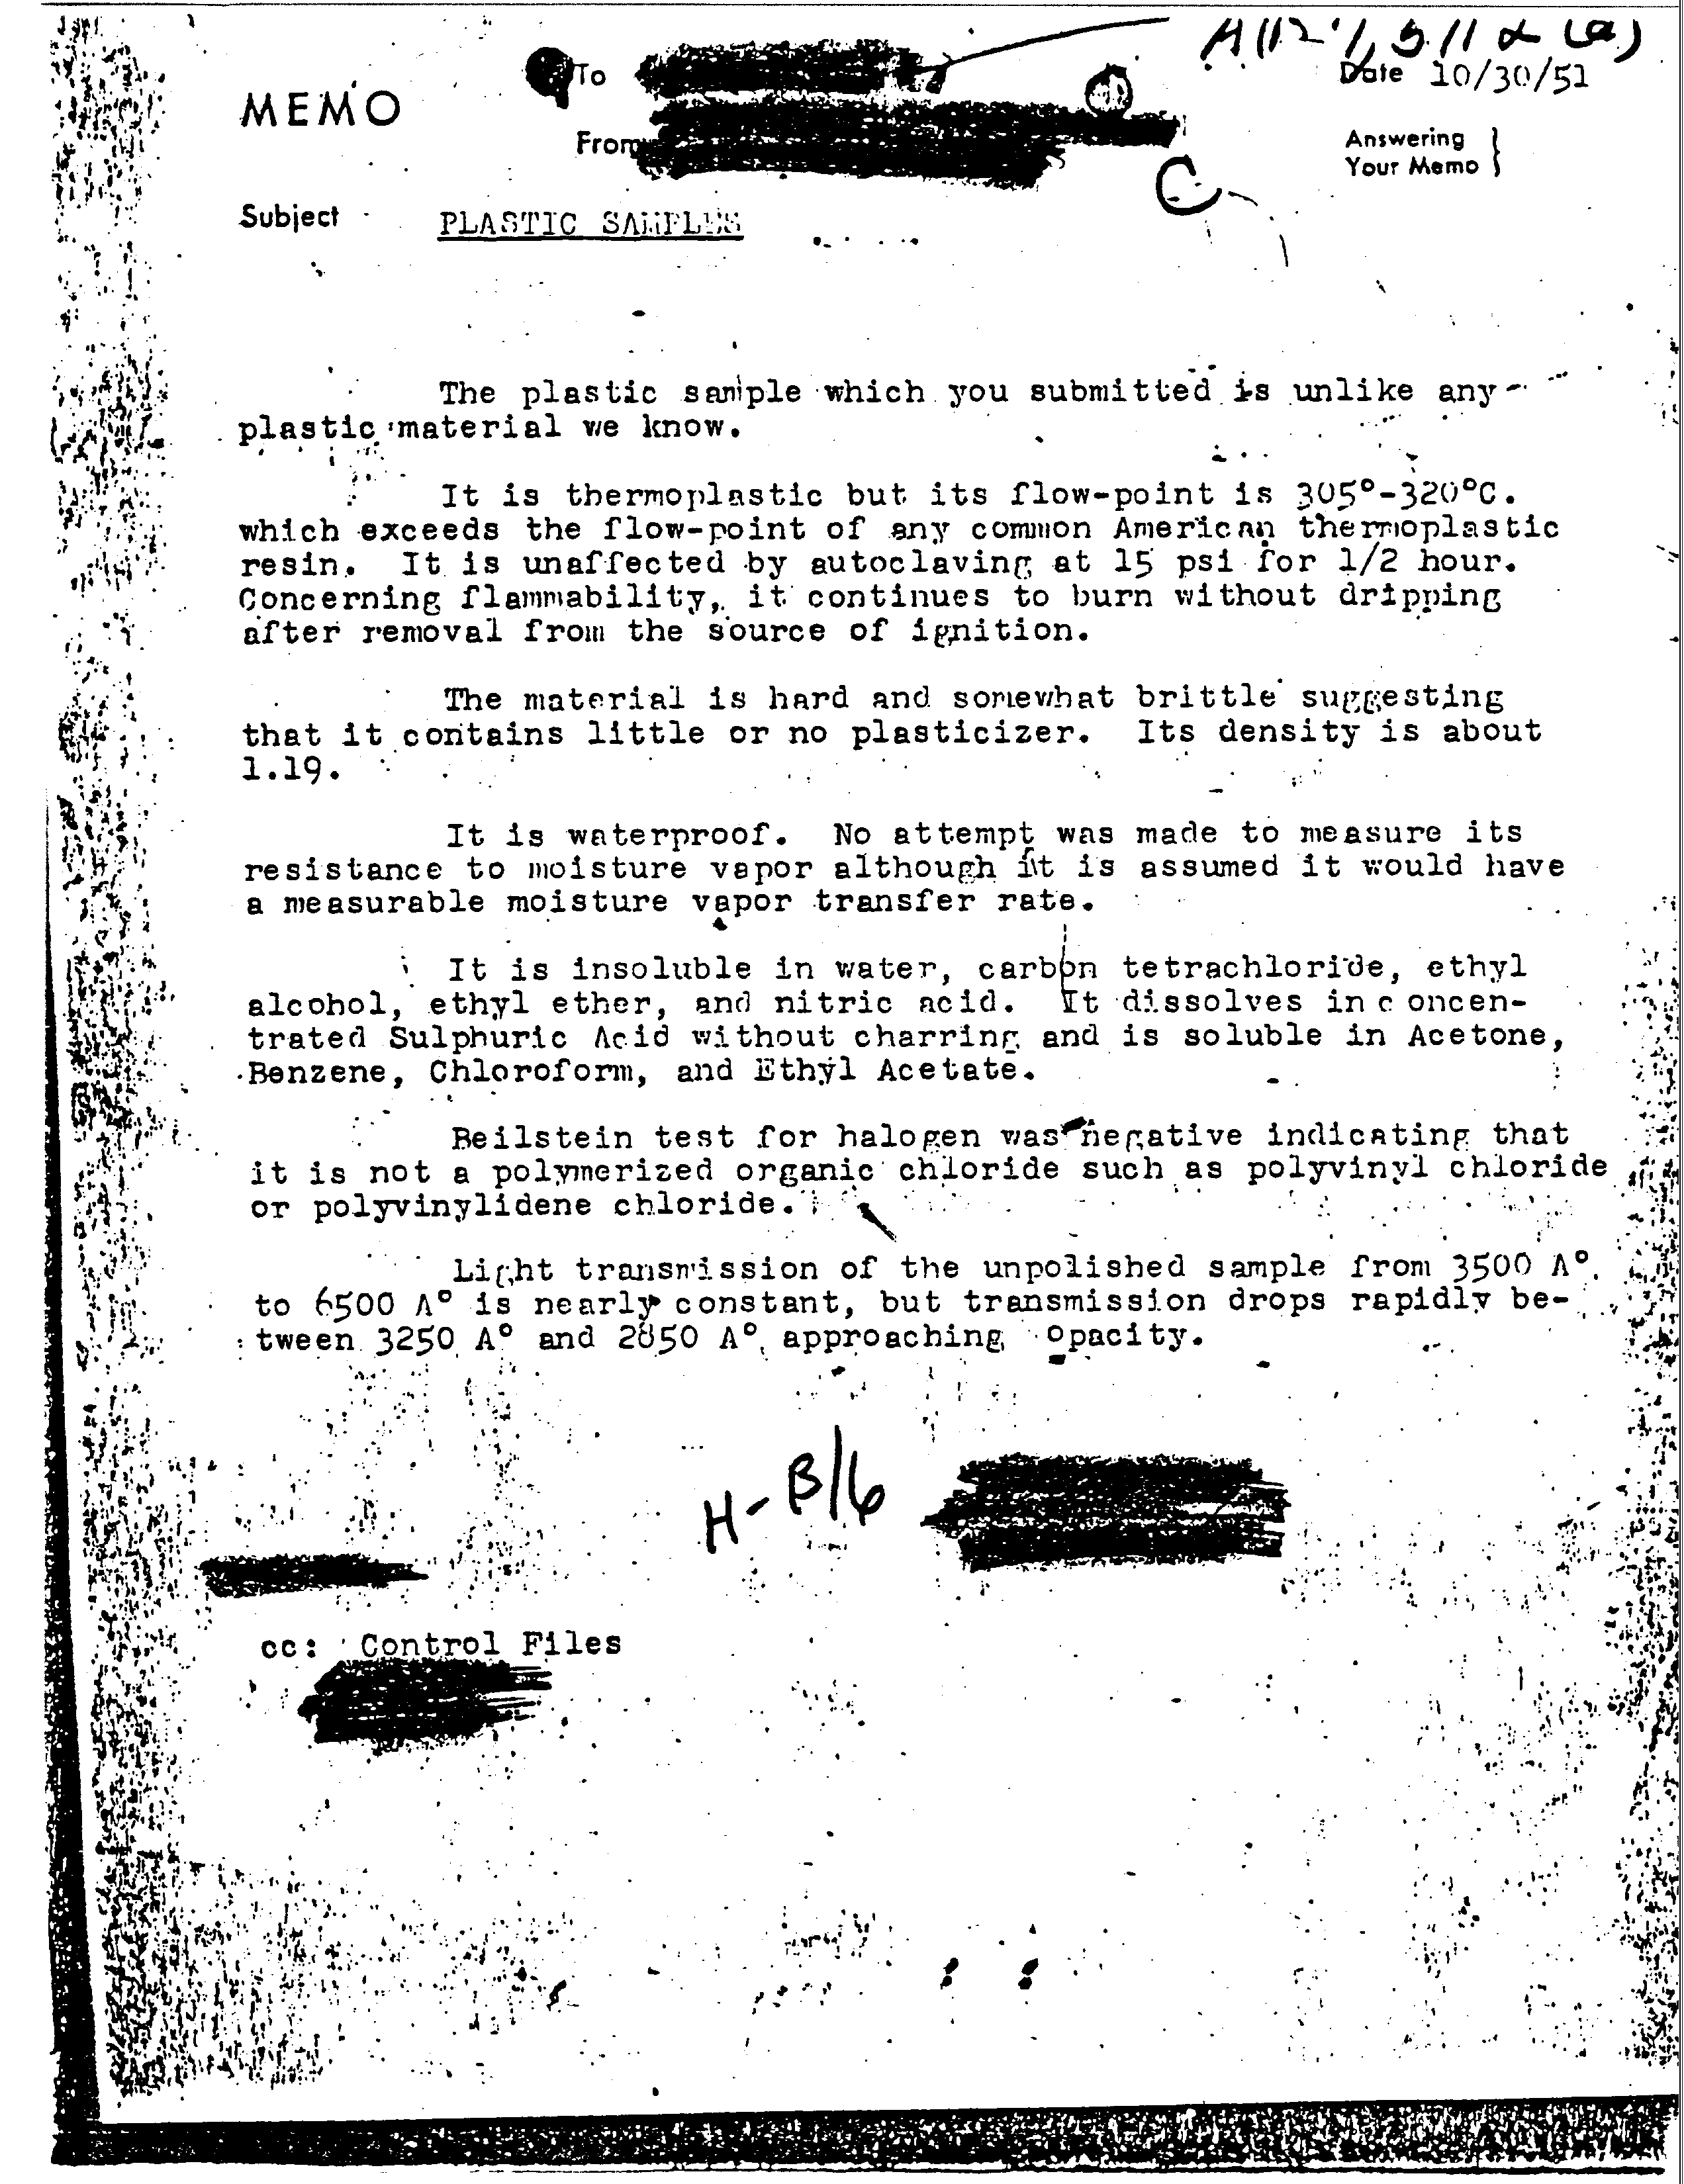 To
Date 10/30/51
MEMO
From
Answering
Your Memo
Subject
PLASTIC SAMPLES
The plastic sample which you submitted is unlike any
plastic material we know.
It is thermoplastic but its flow-point is 305°-320°C.
which exceeds the flow-point of any common American thermoplastic
resin. It is unaffected by autoclaving at 15 psi for 1/2 hour.
Concerning flammability, it continues to burn without dripping
after removal from the source of ignition.
The material is hard and somewhat brittle suggesting
that it contains little or no plasticizer. Its density is about
1.19.
It is waterproof. No attempt was made to measure its
resistance to moisture vapor although it is assumed it would have
a measurable moisture vapor transfer rate.
It is insoluble in water, carbon tetrachloride, ethyl
alcohol, ethyl ether, and nitric acid. It dissolves in c oncen-
trated Sulphuric Acid without charring and is soluble in Acetone,
Benzene, Chloroform, and Ethyl Acetate.
Beilstein test for halogen was negative indicating that
it is not a polymerized organic chloride such as polyvinyl chloride
or polyvinylidene chloride.
Light transmission of the unpolished sample from 3500 A°
to 6500 A° is nearly constant, but transmission drops rapidly be-
tween 3250 A° and 2850 A° approaching opacity.
H-B/6
cc: Control Files